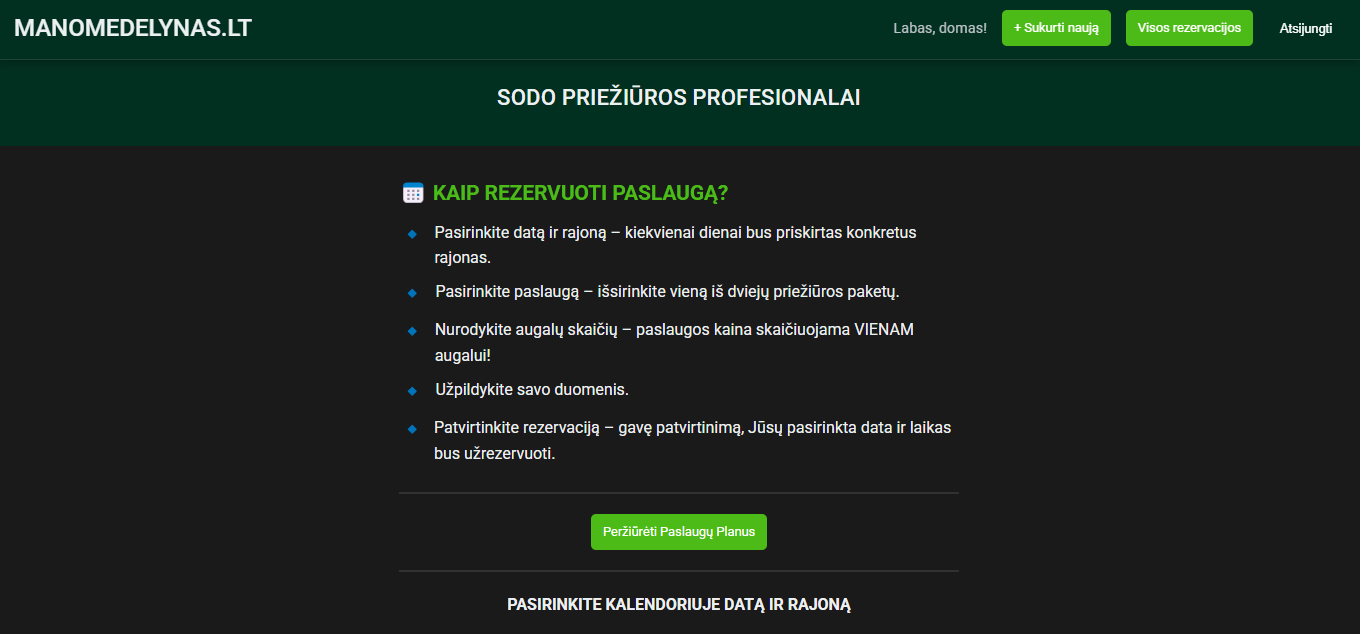 MANOMEDELYNAS.LT
Labas, domas!
+ Sukurti naują
Visos rezervacijos
Atsijungti
SODO PRIEŽIŪROS PROFESIONALAI
KAIP REZERVUOTI PASLAUGĄ?
Pasirinkite datą ir rajoną – kiekvienai dienai bus priskirtas konkretus
rajonas.
Pasirinkite paslaugą – išsirinkite vieną iš dviejų priežiūros paketų.
Nurodykite augalų skaičių – paslaugos kaina skaičiuojama VIENAM
augalui!
Užpildykite savo duomenis.
Patvirtinkite rezervaciją – gavę patvirtinimą, Jūsų pasirinkta data ir laikas
bus užrezervuoti.
Peržiūrėti Paslaugų Planus
PASIRINKITE KALENDORIUJE DATĄ IR RAJONĄ